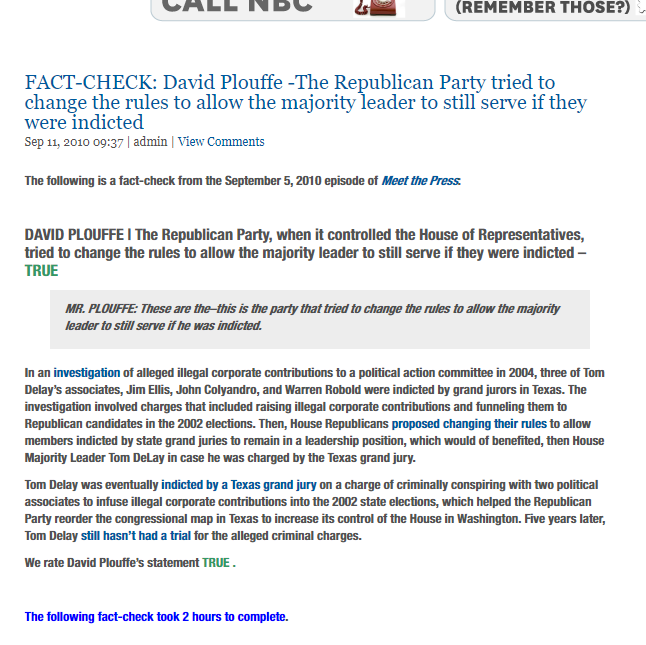 CALL NBC
(REMEMBER THOSE?)
FACT-CHECK: David Plouffe -The Republican Party tried to
change the rules to allow the majority leader to still serve if they
were indicted
Sep 11, 2010 09:37 | admin | View Comments
The following is a fact-check from the September 5, 2010 episode of Meet the Press:
DAVID PLOUFFE | The Republican Party, when it controlled the House of Representatives,
tried to change the rules to allow the majority leader to still serve if they were indicted –
TRUE
MR. PLOUFFE: These are the–this is the party that tried to change the rules to allow the majority
leader to still serve if he was indicted.
In an investigation of alleged illegal corporate contributions to a political action committee in 2004, three of Tom
Delay's associates, Jim Ellis, John Colyandro, and Warren Robold were indicted by grand jurors in Texas. The
investigation involved charges that included raising illegal corporate contributions and funneling them to
Republican candidates in the 2002 elections. Then, House Republicans proposed changing their rules to allow
members indicted by state grand juries to remain in a leadership position, which would of benefited, then House
Majority Leader Tom DeLay in case he was charged by the Texas grand jury.
Tom Delay was eventually indicted by a Texas grand jury on a charge of criminally conspiring with two political
associates to infuse illegal corporate contributions into the 2002 state elections, which helped the Republican
Party reorder the congressional map in Texas to increase its control of the House in Washington. Five years later,
Tom Delay still hasn't had a trial for the alleged criminal charges.
We rate David Plouffe's statement TRUE .
The following fact-check took 2 hours to complete.